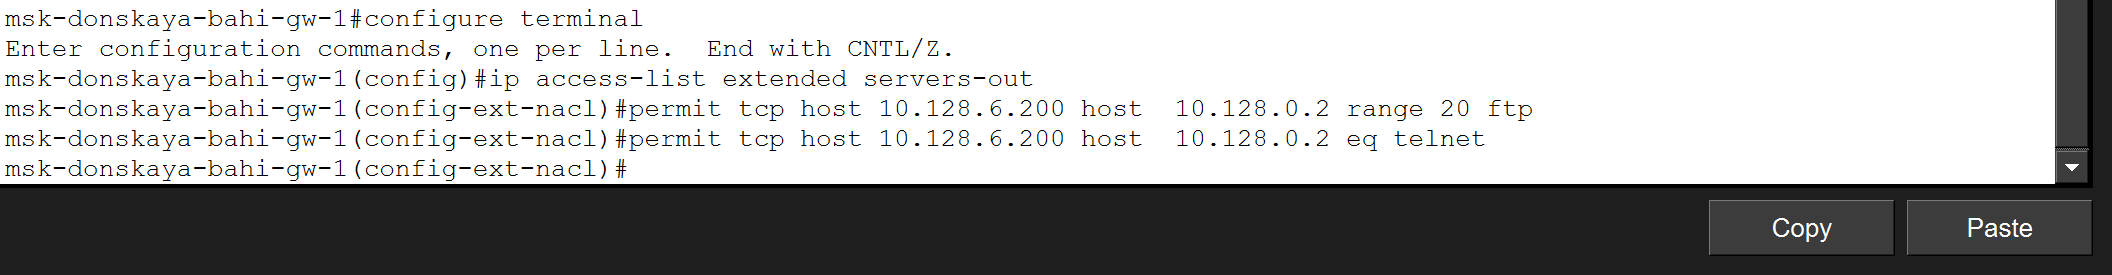 msk-donskaya-bahi-gw-1#configure terminal
Enter configuration commands, one per line.  End with CNTL/Z.
msk-donskaya-bahi-gw-1(config)#ip access-list extended servers-out
msk-donskaya-bahi-gw-1(config-ext-nacl)#permit tcp host 10.128.6.200 host  10.128.0.2 range 20 ftp
msk-donskaya-bahi-gw-1(config-ext-nacl)#permit tcp host 10.128.6.200 host  10.128.0.2 eq telnet
msk-donskaya-bahi-gw-1(config-ext-nacl)#
Copy Paste